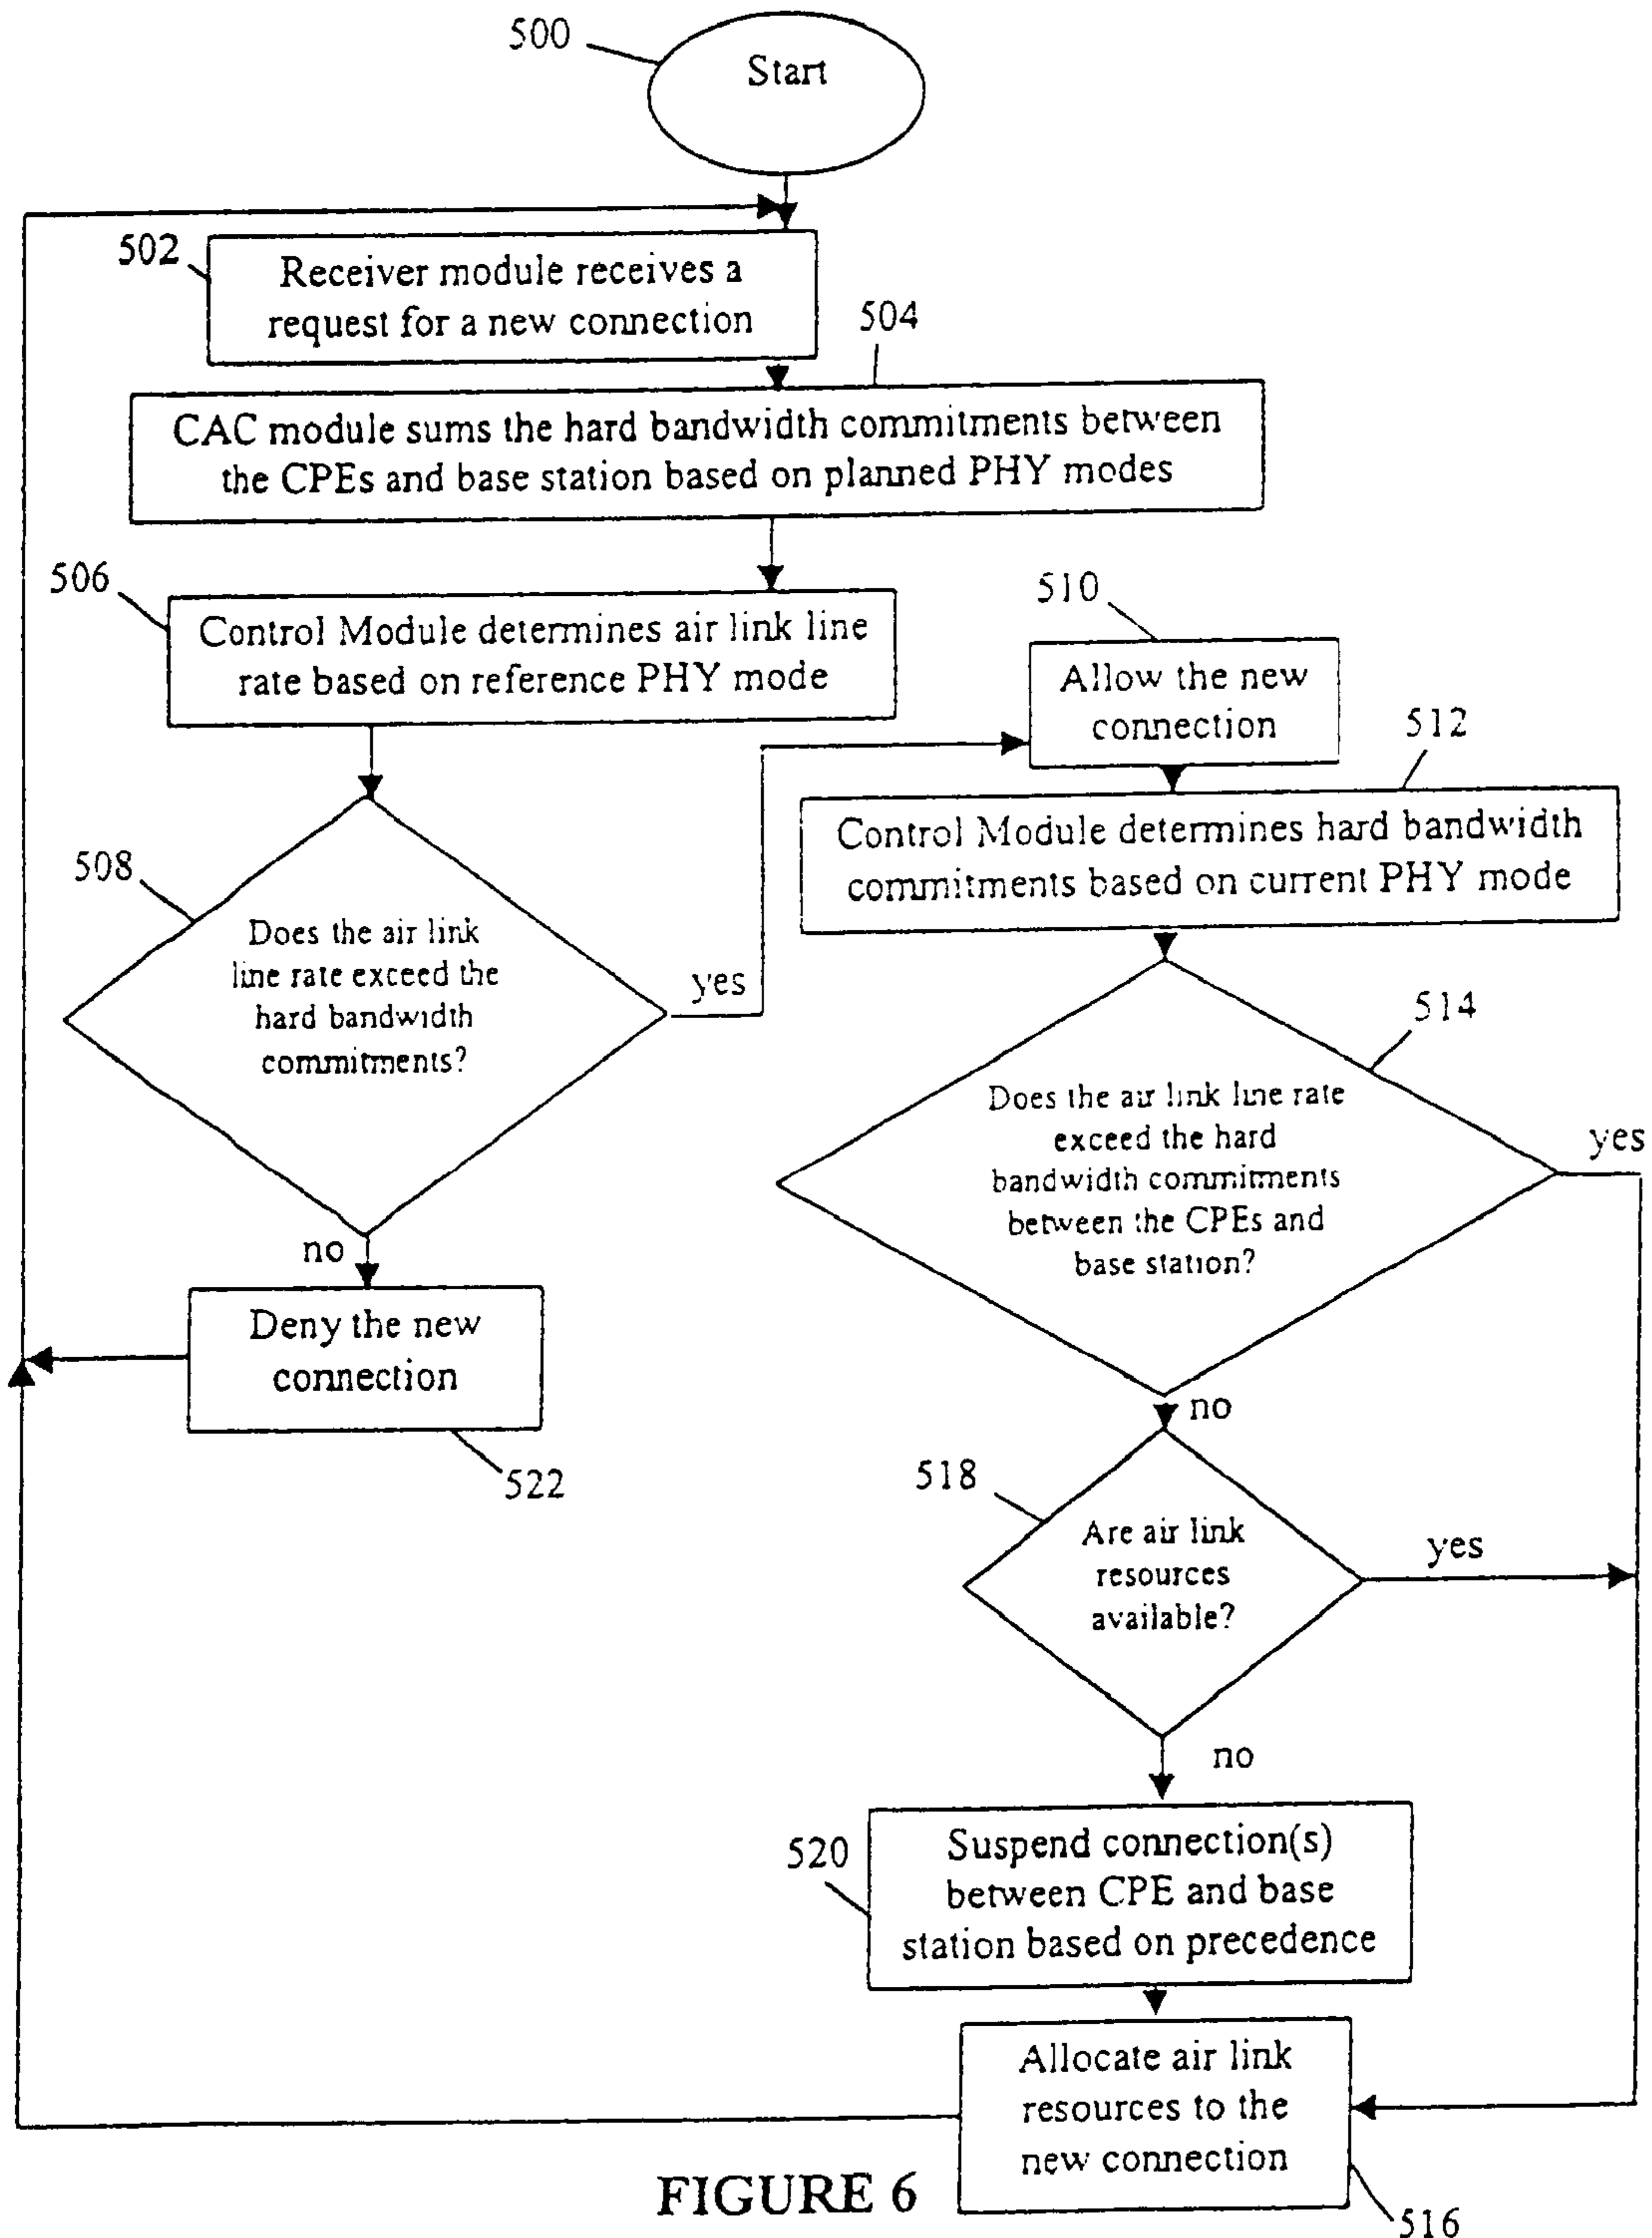 500
Start
502
Receiver module receives a
request for a new connection
504
CAC module sums the hard bandwidth commitments between
the CPEs and base station based on planned PHY modes
506
Control Module determines air link line
rate based on reference PHY mode
510
Allow the new
connection
512
Control Module determines hard bandwidth
commitments based on current PHY mode
508
Does the air link
line rate exceed the
hard bandwidth
commitments?
yes
514
Does the air link line rate
exceed the hard
bandwidth commitments
between the CPEs and
base station?
yes
no
Deny the new
connection
522
no
518
Are air link
resources
available?
yes
no
520
Suspend connection(s)
between CPE and base
station based on precedence
Allocate air link
resources to the
new connection
516
FIGURE 6